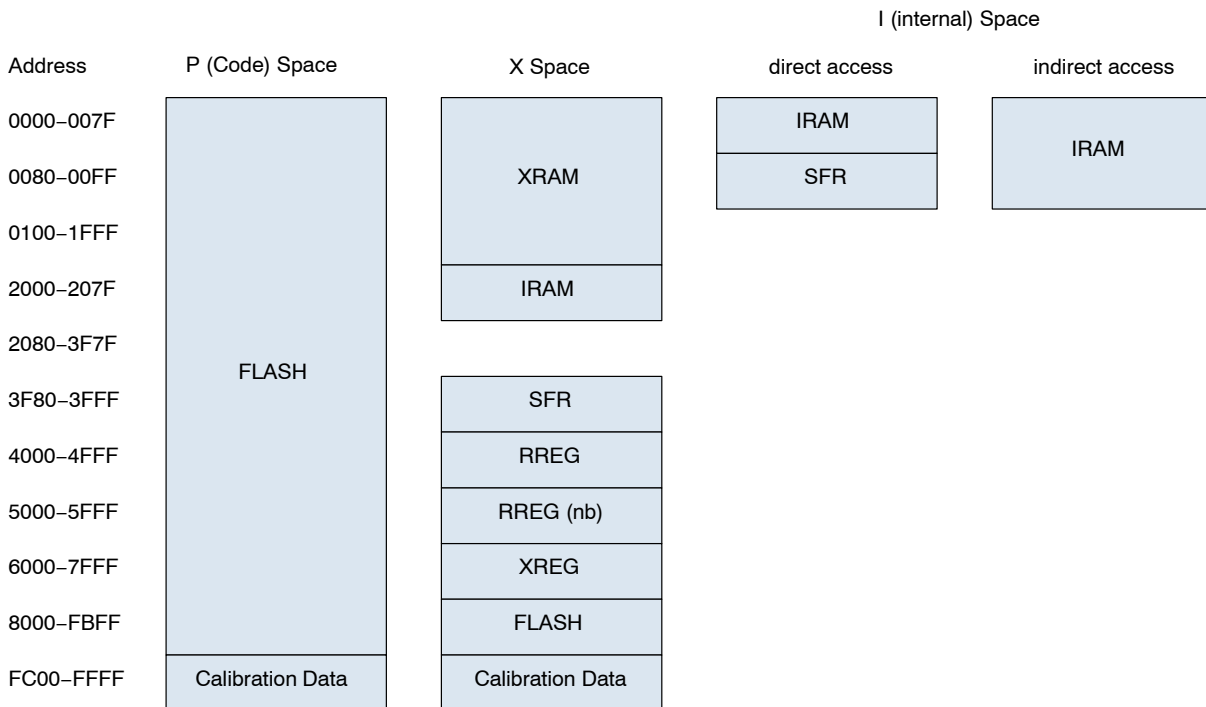 I (internal) Space
Address P (Code) Space X Space direct access indirect access
0000−007F IRAM
IRAM
0080−00FF XRAM SFR
0100−1FFF
2000−207F IRAM
2080−3F7F
FLASH
3F80−3FFF SFR
4000−4FFF RREG
5000−5FFF RREG (nb)
6000−7FFF XREG
8000−FBFF FLASH
FC00−FFFF Calibration Data Calibration Data